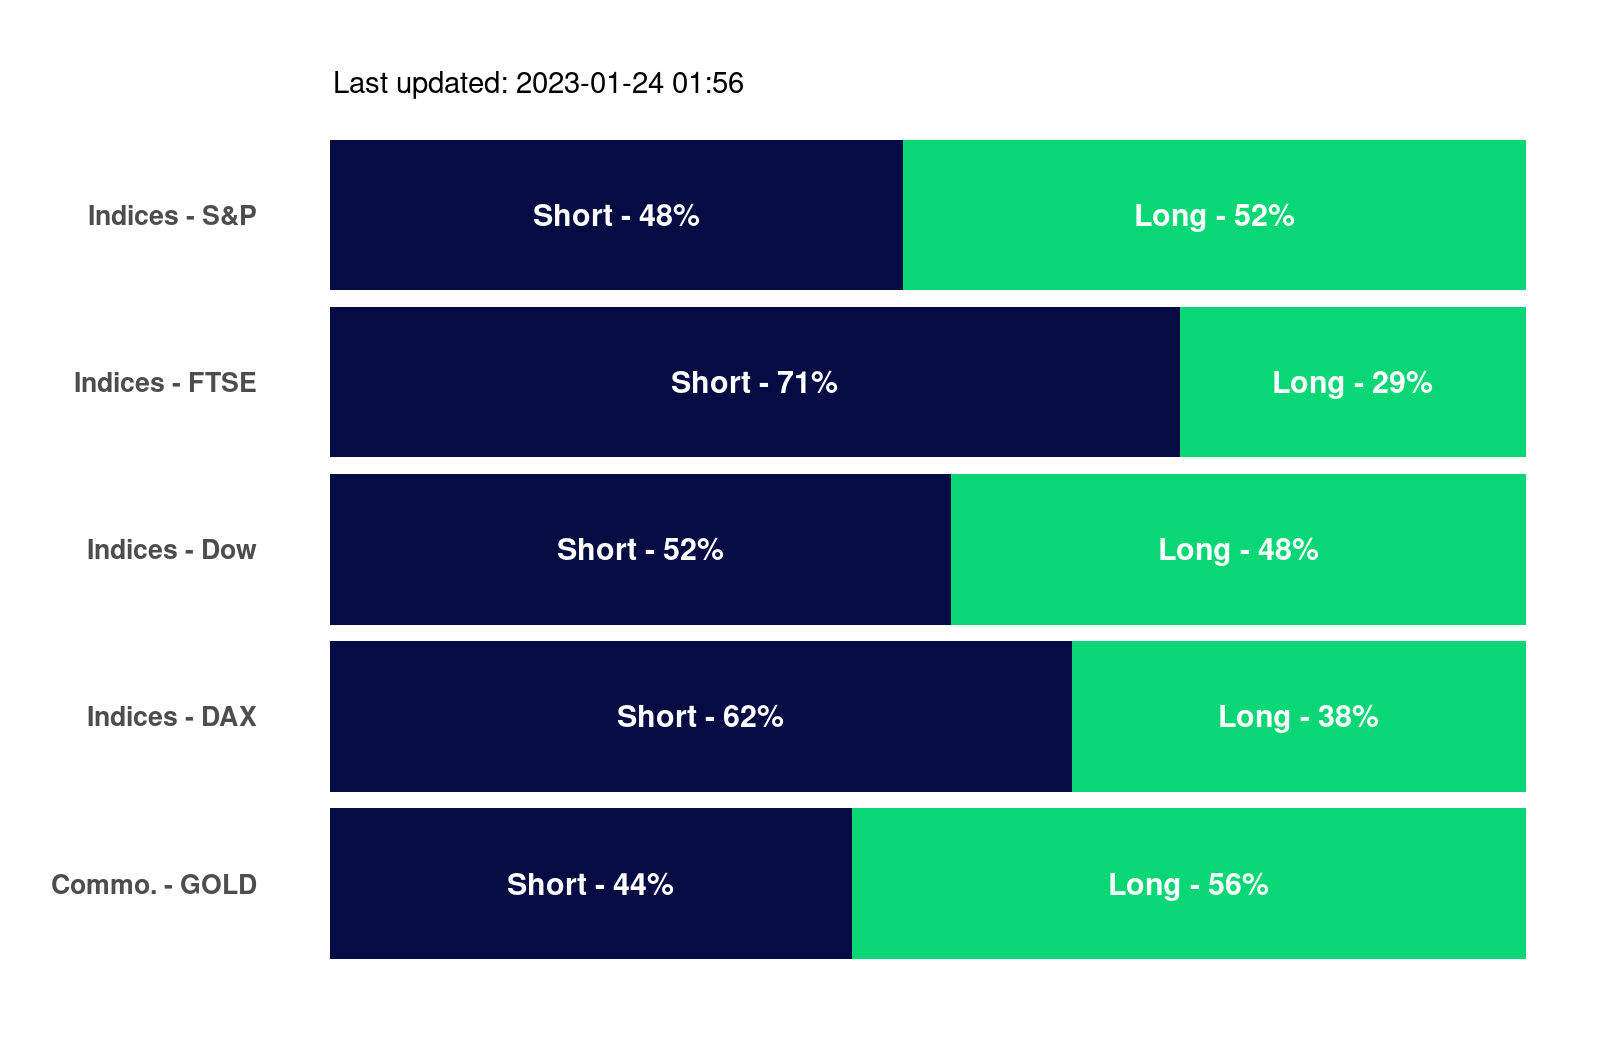 Last updated: 2023-01-24 01:56
Indices - S&P Short - 48% Long - 52%
Indices - FTSE Short - 71% Long - 29%
Indices - Dow Short - 52% Long - 48%
Indices - DAX Short - 62% Long - 38%
Commo. - GOLD Short - 44% Long - 56%